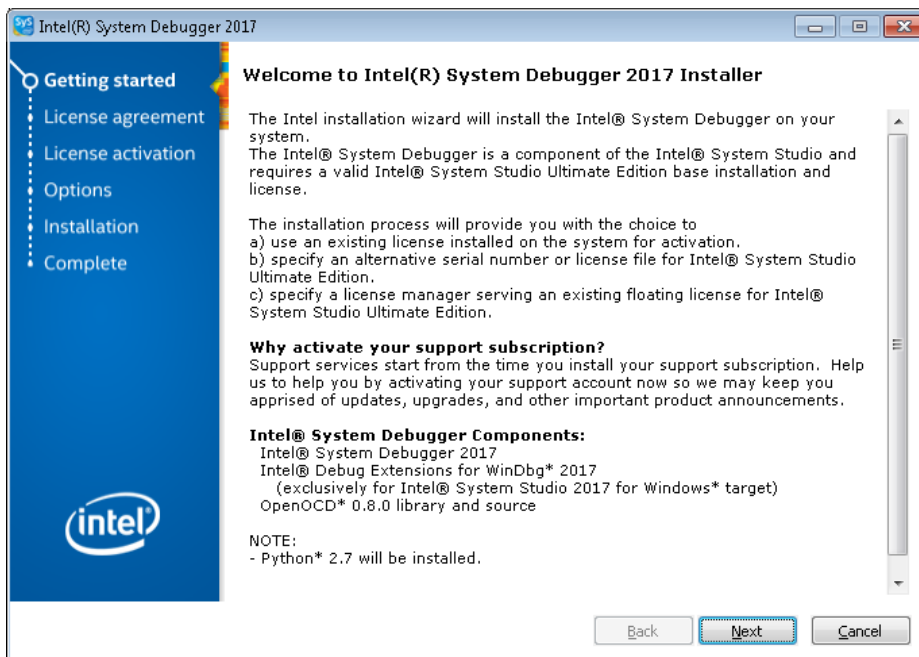 Intel(R) System Debugger 2017
Getting started
License agreement
License activation
Options
Installation
Complete
intel
Welcome to Intel(R) System Debugger 2017 Installer
The Intel installation wizard will install the Intel® System Debugger on your
system.
The Intel® System Debugger is a component of the Intel® System Studio and
requires a valid Intel® System Studio Ultimate Edition base installation and
license.
The installation process will provide you with the choice to
a) use an existing license installed on the system for activation.
b) specify an alternative serial number or license file for Intel® System Studio
Ultimate Edition.
c) specify a license manager serving an existing floating license for Intel®
System Studio Ultimate Edition.
Why activate your support subscription?
Support services start from the time you install your support subscription.  Help
us to help you by activating your support account now so we may keep you
apprised of updates, upgrades, and other important product announcements.
Intel® System Debugger Components:
Intel® System Debugger 2017
Intel® Debug Extensions for WinDbg* 2017
(exclusively for Intel® System Studio 2017 for Windows* target)
OpenOCD* 0.8.0 library and source
NOTE:
- Python* 2.7 will be installed.
Back
Next
Cancel